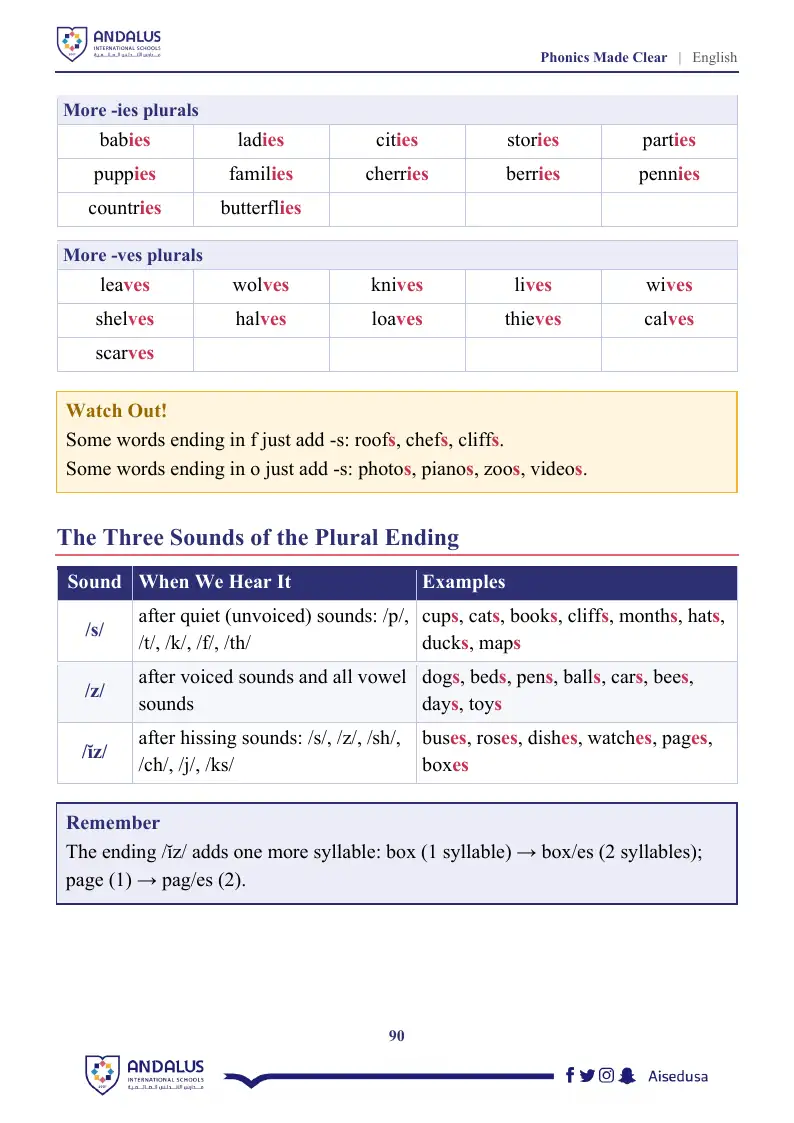 ANDALUS
INTERNATIONAL SCHOOLS
مدارس الأندلس العالمية
Phonics Made Clear | English
More -ies plurals
babies ladies cities stories parties
puppies families cherries berries pennies
countries butterflies
More -ves plurals
leaves wolves knives lives wives
shelves halves loaves thieves calves
scarves
Watch Out!
Some words ending in f just add -s: roofs, chefs, cliffs.
Some words ending in o just add -s: photos, pianos, zoos, videos.
The Three Sounds of the Plural Ending
Sound When We Hear It Examples
/s/ after quiet (unvoiced) sounds: /p/, /t/, /k/, /f/, /th/ cups, cats, books, cliffs, months, hats, ducks, maps
/z/ after voiced sounds and all vowel sounds dogs, beds, pens, balls, cars, bees, days, toys
/ĭz/ after hissing sounds: /s/, /z/, /sh/, /ch/, /j/, /ks/ buses, roses, dishes, watches, pages, boxes
Remember
The ending /ĭz/ adds one more syllable: box (1 syllable) → box/es (2 syllables);
page (1) → pag/es (2).
90
ANDALUS
INTERNATIONAL SCHOOLS
مدارس الأندلس العالمية
Aisedusa